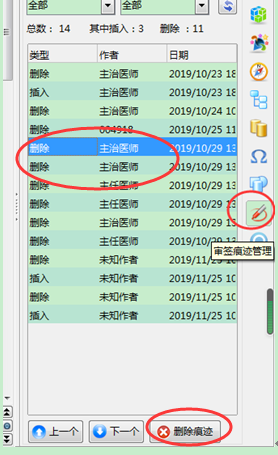 全部 全部
总数： 14 其中插入：3 删除 ：11
类型 作者 日期
删除 主治医师 2019/10/23 18
插入 主治医师 2019/10/23 18
删除 主治医师 2019/10/24 10
删除 004918 2019/10/25 11
删除 主治医师 2019/10/29 13
删除 主治医师 2019/10/29 13
删除 主任医师 2019/10/29 13
删除 主任医师 2019/10/29 13
删除 主任医师 2019/10/29 13
删除 主任医师 2019/10/29 13
审签痕迹管理
删除 未知作者 2019/11/25
插入 未知作者 2019/11/25 10
删除 未知作者 2019/11/25 10
插入 未知作者 2019/11/25 10
上一个 下一个 删除痕迹